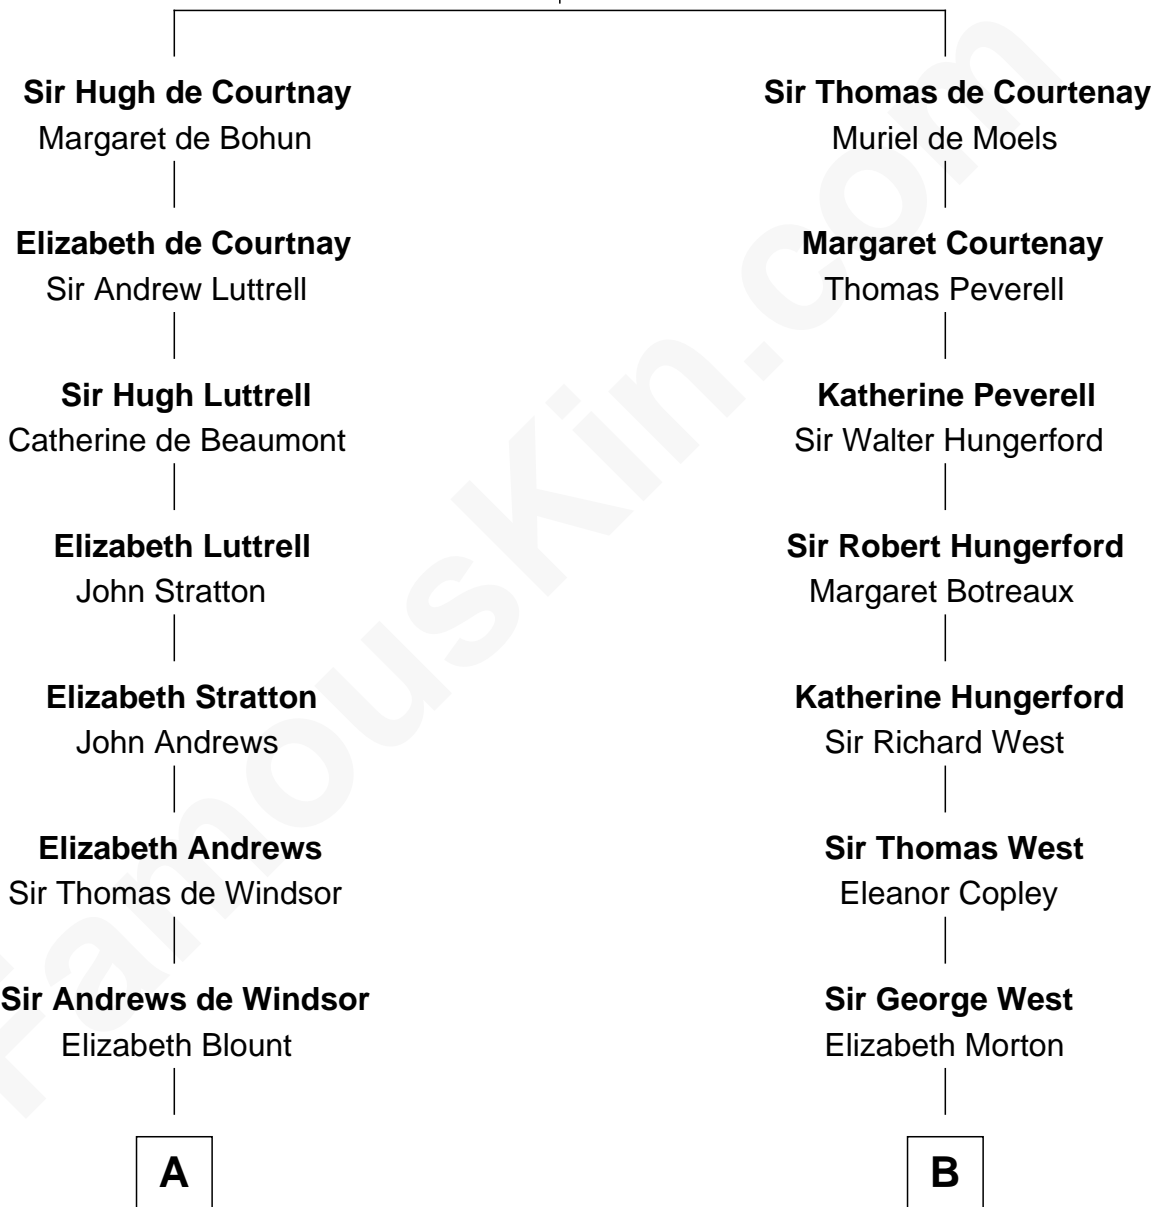 Sir Hugh de Courtnay
Margaret de Bohun
Elizabeth de Courtnay
Sir Andrew Luttrell
Sir Hugh Luttrell
Catherine de Beaumont
Elizabeth Luttrell
John Stratton
Elizabeth Stratton
John Andrews
Elizabeth Andrews
Sir Thomas de Windsor
Sir Andrews de Windsor
Elizabeth Blount
A
Sir Thomas de Courtenay
Muriel de Moels
Margaret Courtenay
Thomas Peverell
Katherine Peverell
Sir Walter Hungerford
Sir Robert Hungerford
Margaret Botreaux
Katherine Hungerford
Sir Richard West
Sir Thomas West
Eleanor Copley
Sir George West
Elizabeth Morton
B
FamousKin.com